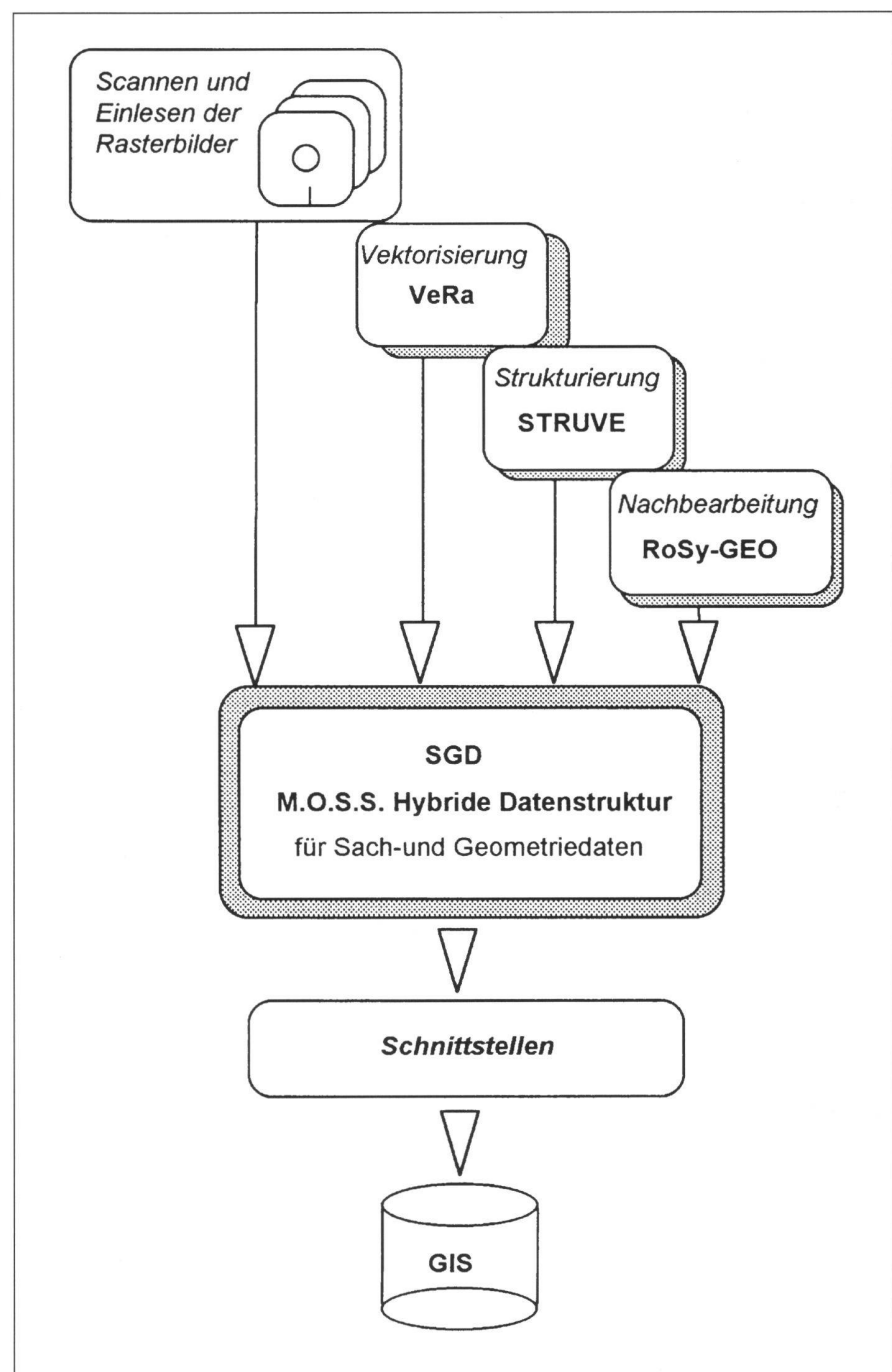 Scannen und
Einlesen der
Rasterbilder
Vektorisierung
VeRa
Strukturierung
STRUVE
Nachbearbeitung
RoSy-GEO
SGD
M.O.S.S. Hybride Datenstruktur
für Sach-und Geometriedaten
Schnittstellen
GIS